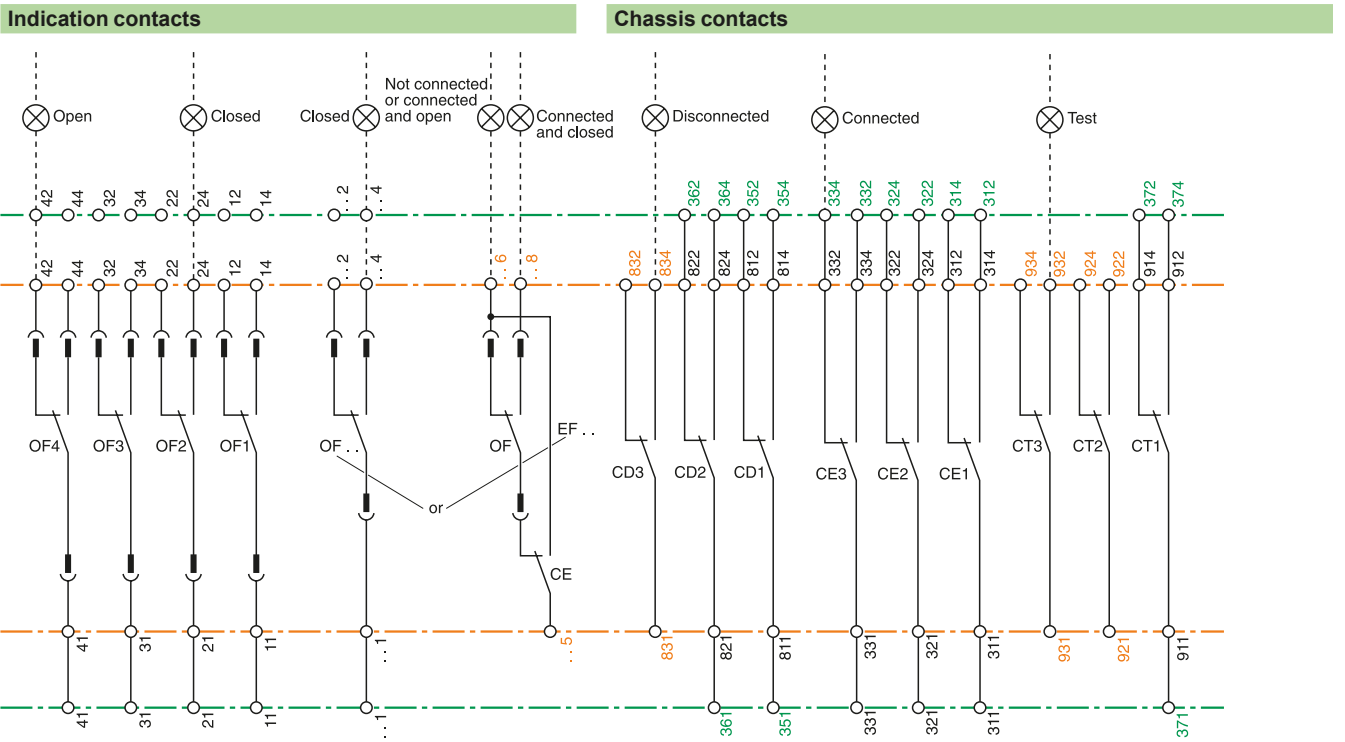 Indication contacts
Chassis contacts
Open
Closed
Closed
Not connected
or connected
and open
Connected
and closed
Disconnected
Connected
Test
42 44 32 34 22 24 12 14
. . 2 . . 4
362 364 352 354
334 332 324 322 314 312
372 374
42 44 32 34 22 24 12 14
. . 2 . . 4
. . 6 . . 8
832 834 822 824 812 814
332 334 322 324 312 314
934 932 924 922 914 912
OF4 OF3 OF2 OF1
OF . .
OF
EF . .
CD3 CD2 CD1
CE3 CE2 CE1
CT3 CT2 CT1
or
CE
41 31 21 11
. . 1
. . 5
831 821 811
331 321 311
931 921 911
41 31 21 11
. . 1
361 351
331 321 311
371